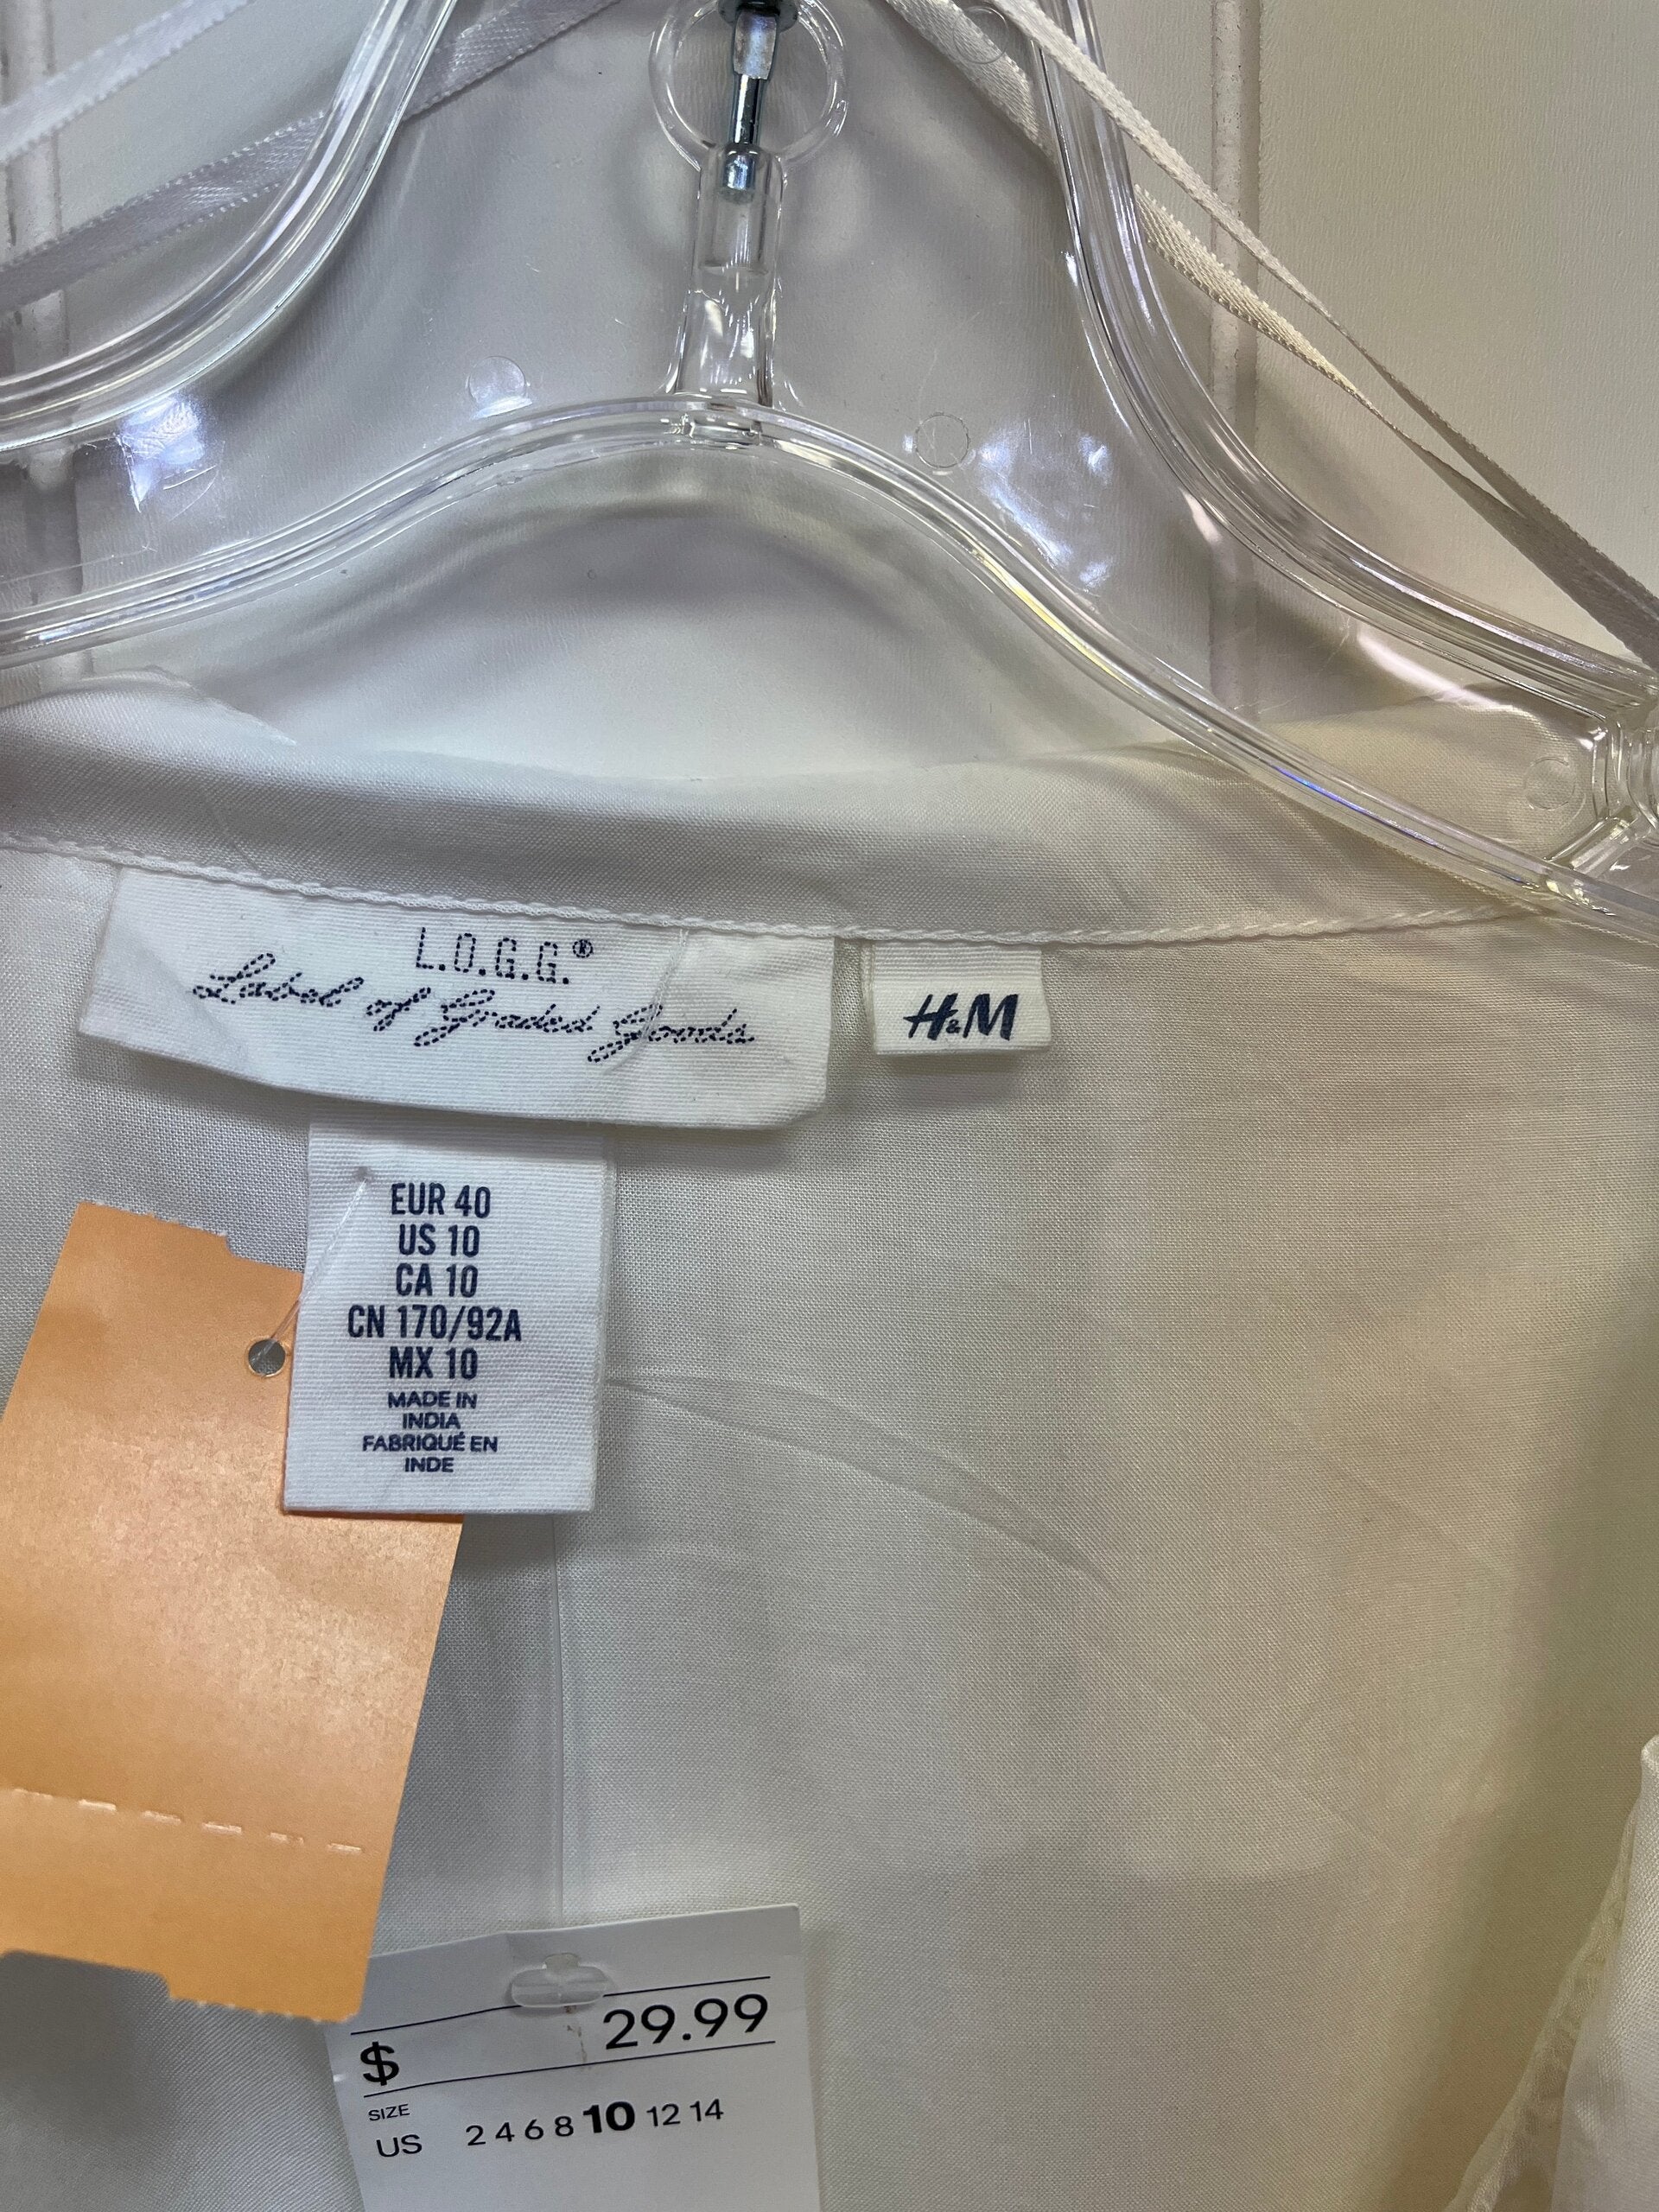 L.O.G.G.®
Label of Graded Goods
H&M
EUR 40
US 10
CA 10
CN 170/92A
MX 10
MADE IN
INDIA
FABRIQUÉ EN
INDE
$ 29.99
SIZE
US 2 4 6 8 10 12 14